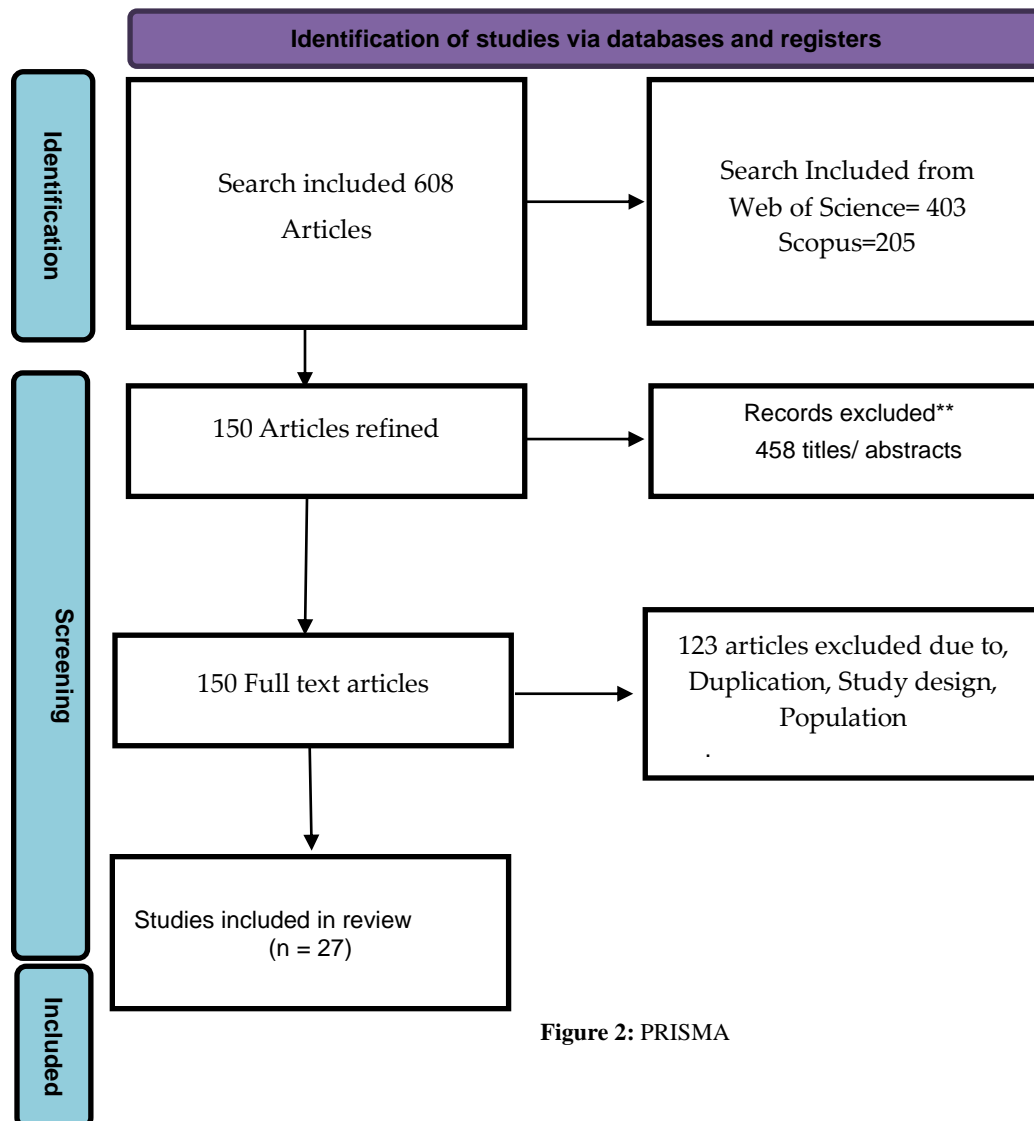 Identification of studies via databases and registers
Identification
Search included 608
Articles
Search Included from
Web of Science= 403
Scopus=205
Screening
150 Articles refined
Records excluded**
458 titles/ abstracts
150 Full text articles
123 articles excluded due to,
Duplication, Study design,
Population
.
Studies included in review
(n = 27)
Included
Figure 2: PRISMA